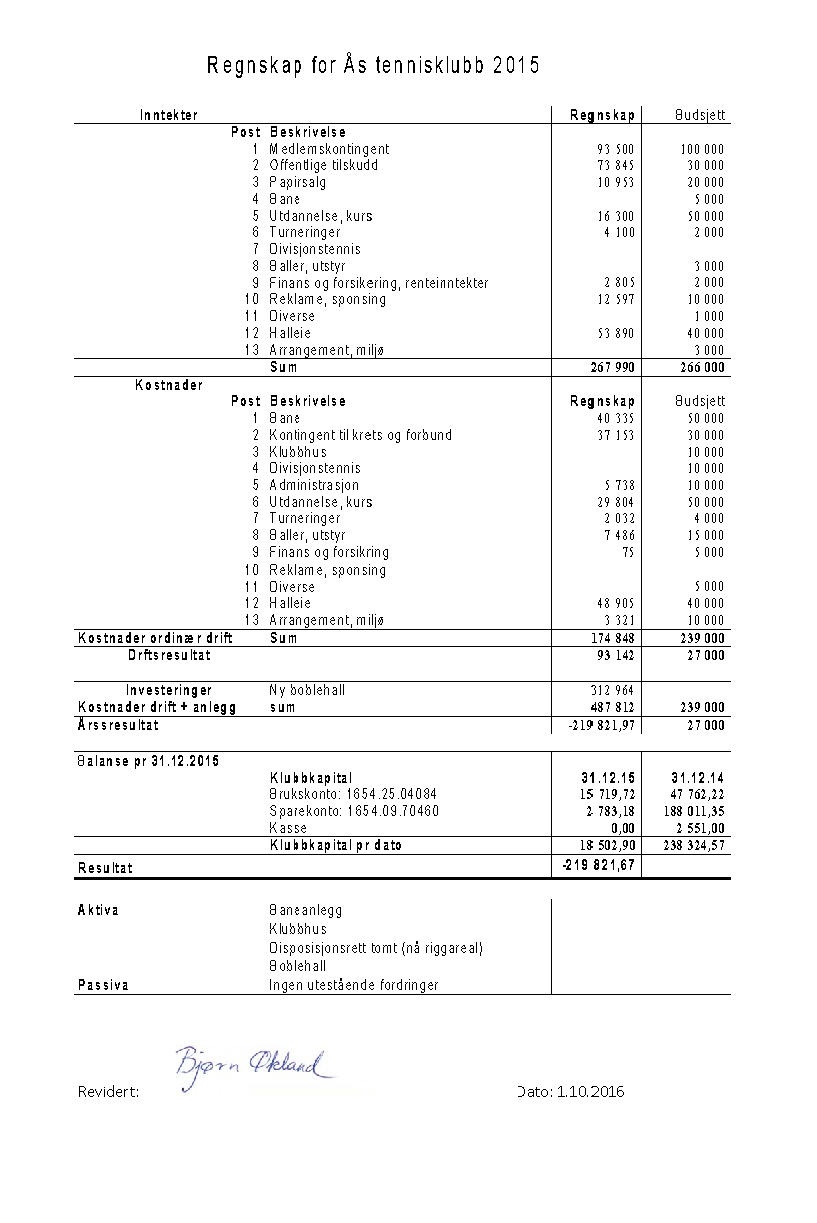 Regnskap for Ås tennisklubb 2015
Inntekter Regnskap Budsjett
Post Beskrivelse
1 Medlemskontingent 93 500 100 000
2 Offentlige tilskudd 73 845 30 000
3 Papirsalg 10 953 20 000
4 Bane 5 000
5 Utdannelse, kurs 16 300 50 000
6 Turneringer 4 100 2 000
7 Divisjonstennis
8 Baller, utstyr 3 000
9 Finans og forsikering, renteinntekter 2 805 2 000
10 Reklame, sponsing 12 597 10 000
11 Diverse 1 000
12 Halleie 53 890 40 000
13 Arrangement, miljø 3 000
Sum 267 990 266 000
Kostnader
Post Beskrivelse Regnskap Budsjett
1 Bane 40 335 50 000
2 Kontingent til krets og forbund 37 153 30 000
3 Klubbhus 10 000
4 Divisjonstennis 10 000
5 Administrasjon 5 738 10 000
6 Utdannelse, kurs 29 804 50 000
7 Turneringer 2 032 4 000
8 Baller, utstyr 7 486 15 000
9 Finans og forsikring 75 5 000
10 Reklame, sponsing
11 Diverse 5 000
12 Halleie 48 905 40 000
13 Arrangement, miljø 3 321 10 000
Kostnader ordinær drift Sum 174 848 239 000
Drftsresultat 93 142 27 000
Investeringer Ny boblehall 312 964
Kostnader drift + anlegg sum 487 812 239 000
Årssresultat -219 821,97 27 000
Balanse pr 31.12.2015
Klubbkapital 31.12.15 31.12.14
Brukskonto: 1654.25.04084 15 719,72 47 762,22
Sparekonto: 1654.09.70460 2 783,18 188 011,35
Kasse 0,00 2 551,00
Klubbkapital pr dato 18 502,90 238 324,57
Resultat -219 821,67
Aktiva Baneanlegg
Klubbhus
Disposisjonsrett tomt (nå riggareal)
Boblehall
Passiva Ingen utestående fordringer
Bjørn Økland
Revidert: Dato: 1.10.2016